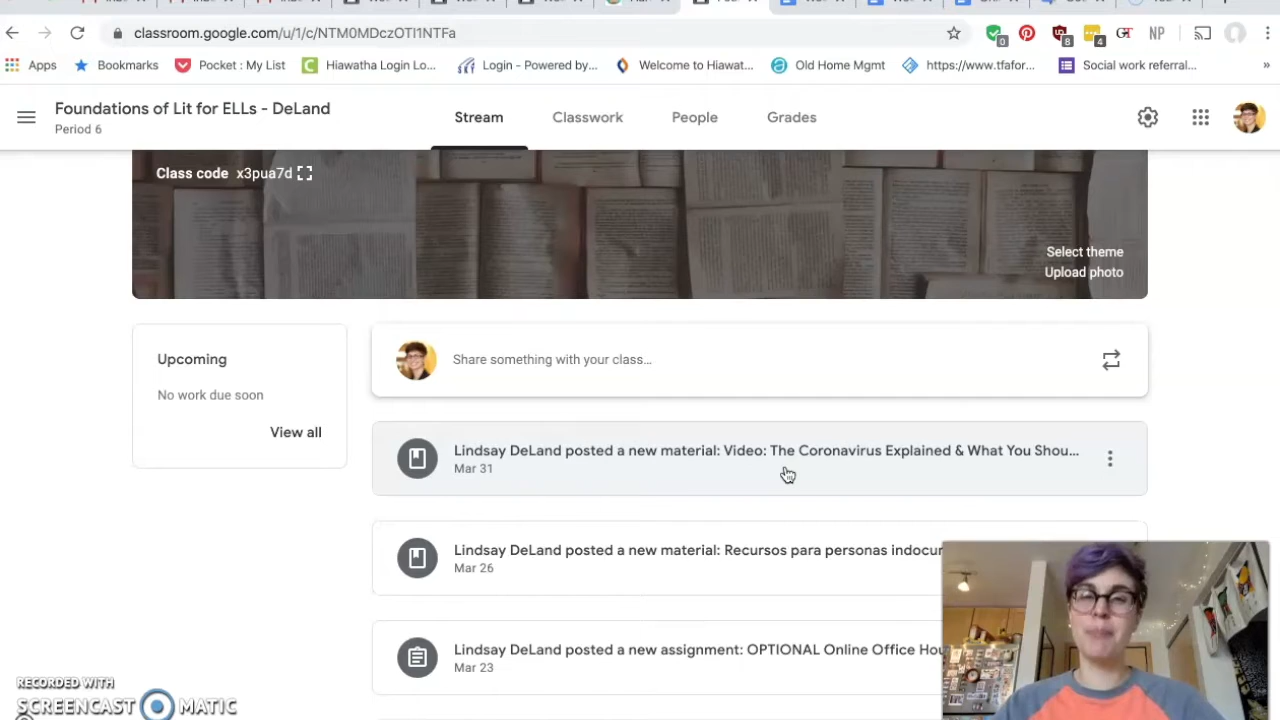 classroom.google.com/u/1/c/NTM0MDczOTI1NTFa
0
8
4
GT
NP
Apps
Bookmarks
Pocket : My List
Hiawatha Login Lo...
Login - Powered by...
Welcome to Hiawat...
Old Home Mgmt
https://www.tfafor...
Social work referral...
»
Foundations of Lit for ELLs - DeLand
Period 6
Stream
Classwork
People
Grades
Class code x3pua7d
Select theme
Upload photo
Upcoming
No work due soon
View all
Share something with your class...
Lindsay DeLand posted a new material: Video: The Coronavirus Explained & What You Shou...
Mar 31
Lindsay DeLand posted a new material: Recursos para personas indocu
Mar 26
Lindsay DeLand posted a new assignment: OPTIONAL Online Office Hou
Mar 23
RECORDED WITH
SCREENCAST MATIC